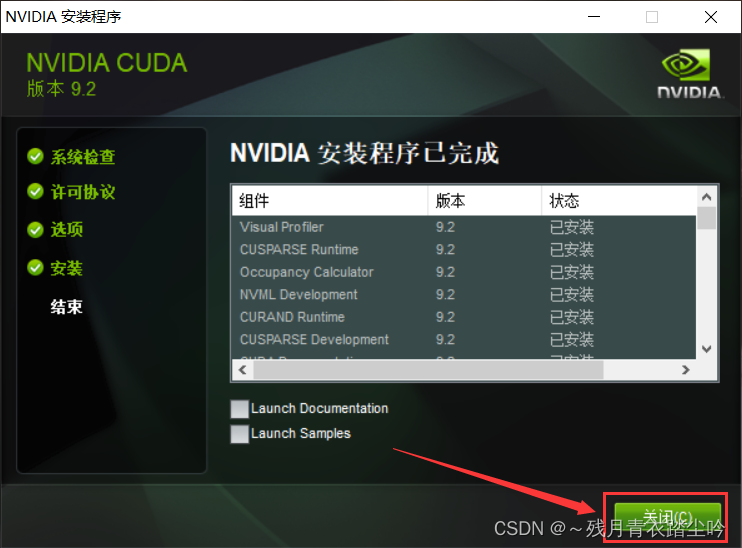 NVIDIA 安装程序
NVIDIA CUDA
版本 9.2
NVIDIA
系统检查
许可协议
选项
安装
结束
NVIDIA 安装程序已完成
组件 版本 状态
Visual Profiler 9.2 已安装
CUSPARSE Runtime 9.2 已安装
Occupancy Calculator 9.2 已安装
NVML Development 9.2 已安装
CURAND Runtime 9.2 已安装
CUSPARSE Development 9.2 已安装
Launch Documentation
Launch Samples
关闭(C)
CSDN @~残月青衣踏尘吟